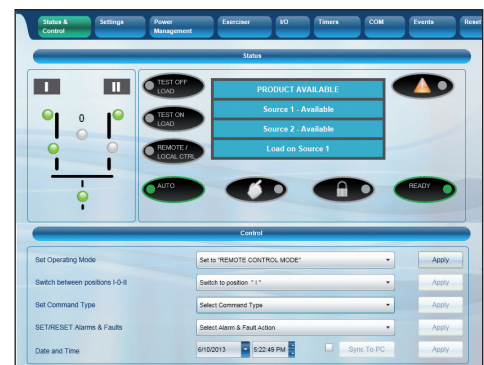 Status & Control
Settings
Power Management
Exerciser
I/O
Timers
COM
Events
Reset
Status
I
II
0
TEST OFF LOAD
TEST ON LOAD
REMOTE / LOCAL CTRL
AUTO
PRODUCT AVAILABLE
Source 1 - Available
Source 2 - Available
Load on Source 1
READY
Control
Set Operating Mode
Set to "REMOTE CONTROL MODE"
Apply
Switch between positions I-0-II
Switch to position " I "
Apply
Set Command Type
Select Command Type
Apply
SET/RESET Alarms & Faults
Select Alarm & Fault Action
Apply
Date and Time
6/10/2013
5:22:49 PM
Sync To PC
Apply